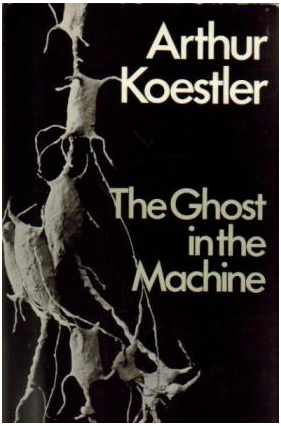 Arthur
Koestler
The Ghost
in the
Machine